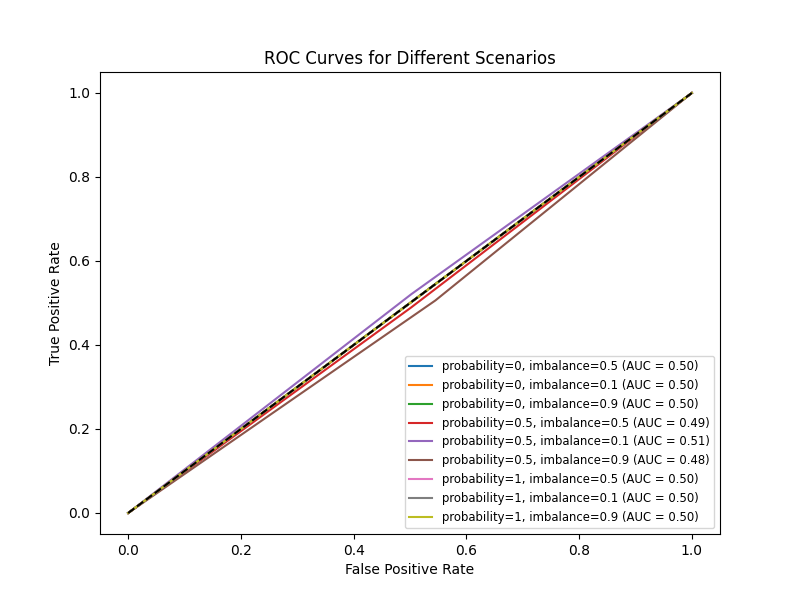 ROC Curves for Different Scenarios
True Positive Rate
1.0
0.8
0.6
0.4
0.2
0.0
probability=0, imbalance=0.5 (AUC = 0.50)
probability=0, imbalance=0.1 (AUC = 0.50)
probability=0, imbalance=0.9 (AUC = 0.50)
probability=0.5, imbalance=0.5 (AUC = 0.49)
probability=0.5, imbalance=0.1 (AUC = 0.51)
probability=0.5, imbalance=0.9 (AUC = 0.48)
probability=1, imbalance=0.5 (AUC = 0.50)
probability=1, imbalance=0.1 (AUC = 0.50)
probability=1, imbalance=0.9 (AUC = 0.50)
0.0 0.2 0.4 0.6 0.8 1.0
False Positive Rate